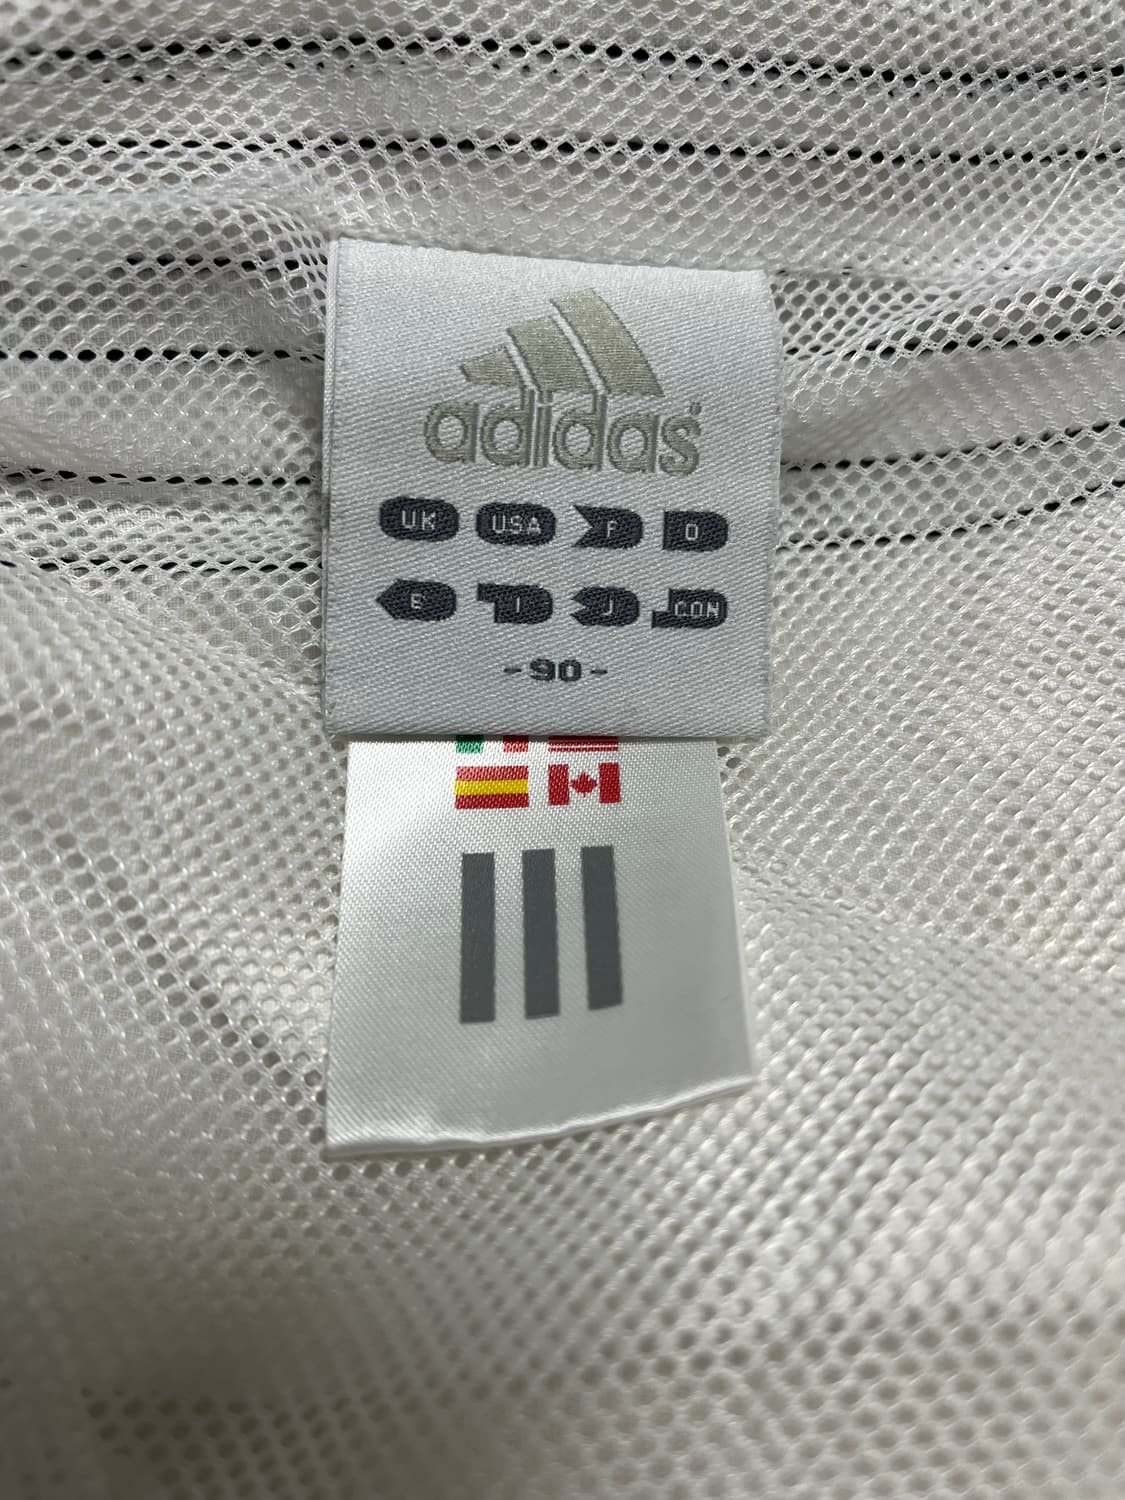 adidas®
UK USA F D
E I J CON
-90-